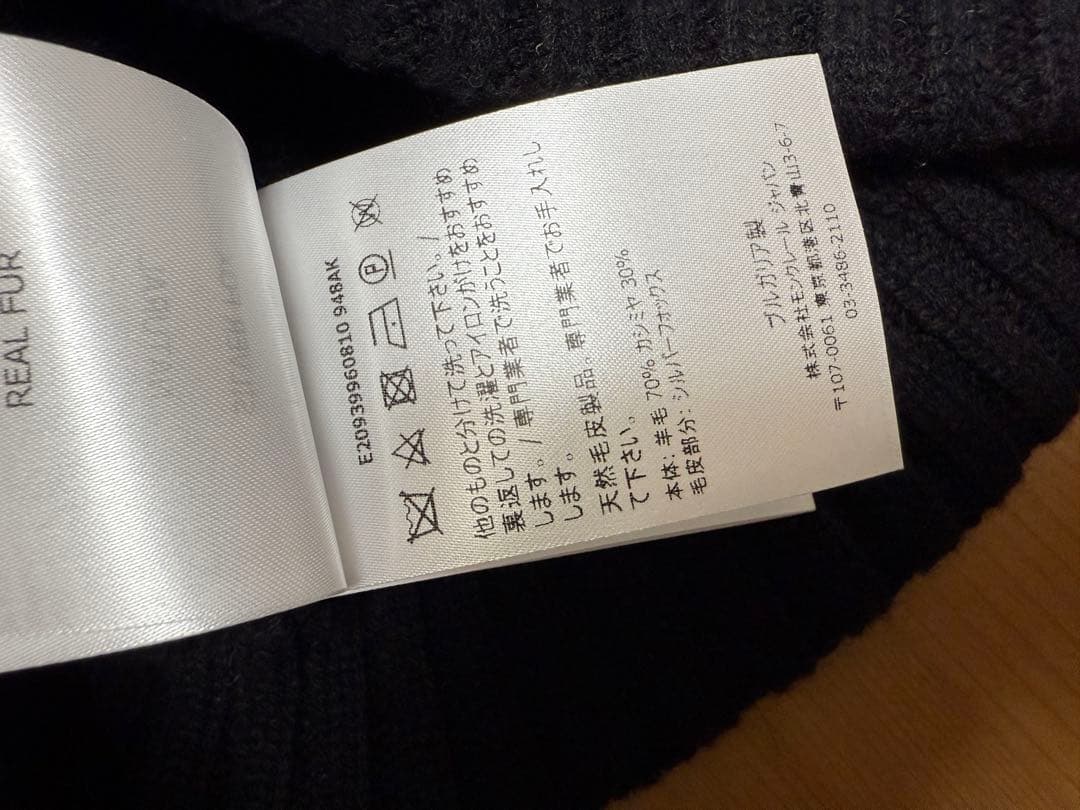 REAL FUR
E20939960810 948AK
P
他のものと分けて洗って下さい。/
裏返しての洗濯とアイロンがけをおすすめ
します。/ 専門業者で洗うことをおすすめ
します。
天然毛皮製品。専門業者でお手入れし
て下さい。
本体: 羊毛 70% カシミヤ 30%
毛皮部分: シルバーフォックス
ブルガリア製
株式会社モンクレール ジャパン
〒107-0061 東京都港区北青山3-6-7
03-3486-2110